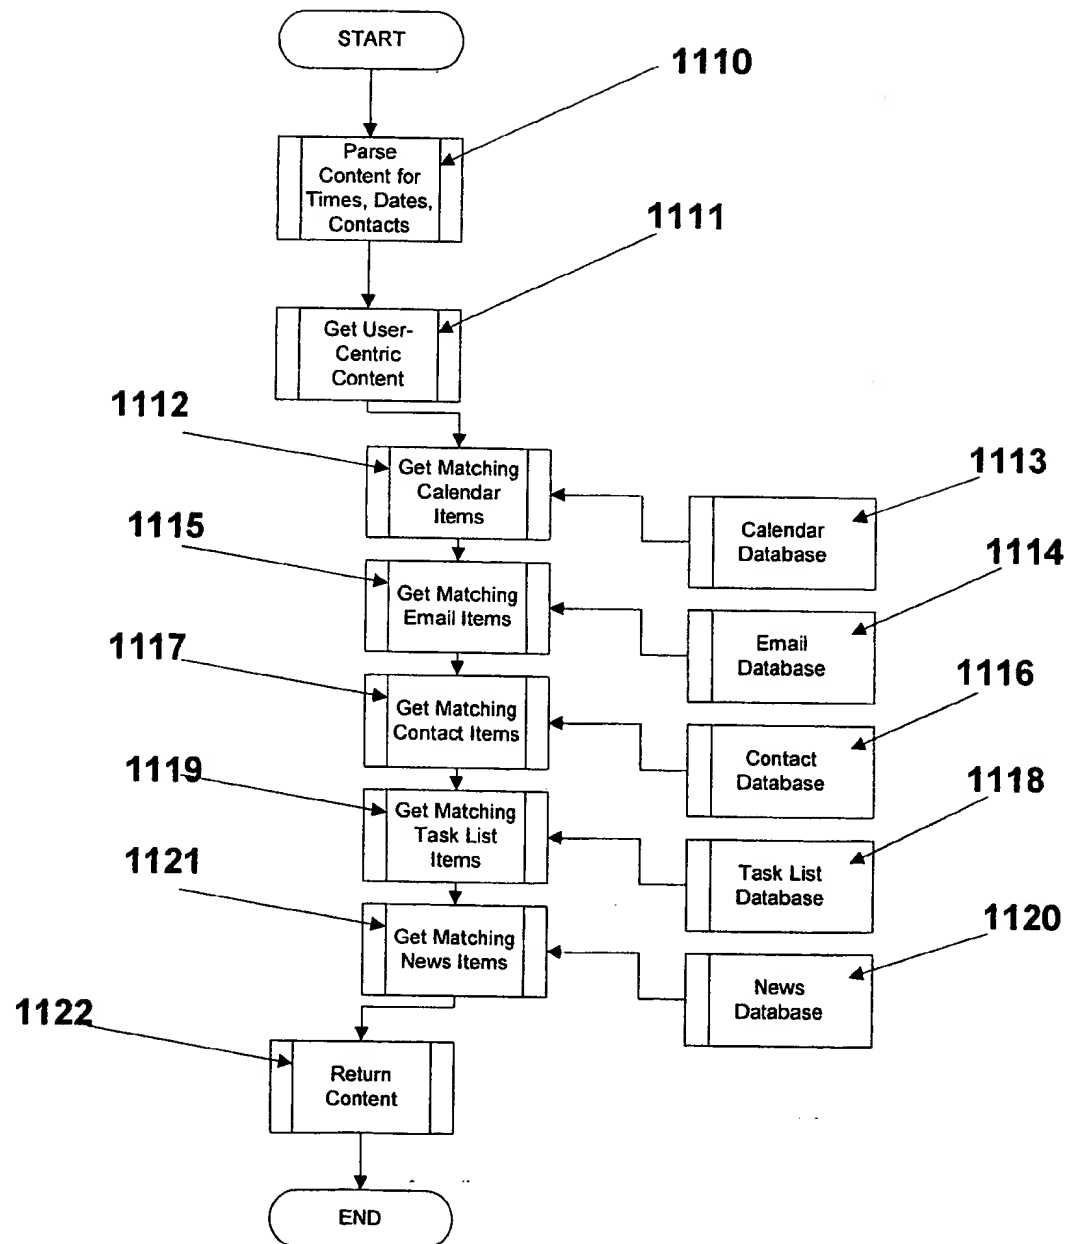 START
1110
Parse
Content for
Times, Dates,
Contacts
1111
Get User-
Centric
Content
1112
Get Matching
Calendar
Items
1113
Calendar
Database
1115
Get Matching
Email Items
1114
Email
Database
1117
Get Matching
Contact Items
1116
Contact
Database
1119
Get Matching
Task List
Items
1118
Task List
Database
1121
Get Matching
News Items
1120
News
Database
1122
Return
Content
END